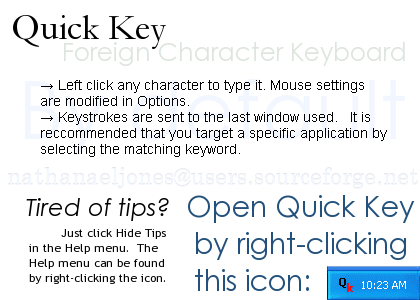 Quick Key
Foreign Character Keyboard
→ Left click any character to type it. Mouse settings
are modified in Options.
→ Keystrokes are sent to the last window used. It is
reccommended that you target a specific application by
selecting the matching keyword.
nathanaeljones@users.sourceforge.net
Tired of tips?
Just click Hide Tips
in the Help menu. The
Help menu can be found
by right-clicking the icon.
Open Quick Key
by right-clicking
this icon:
10:23 AM